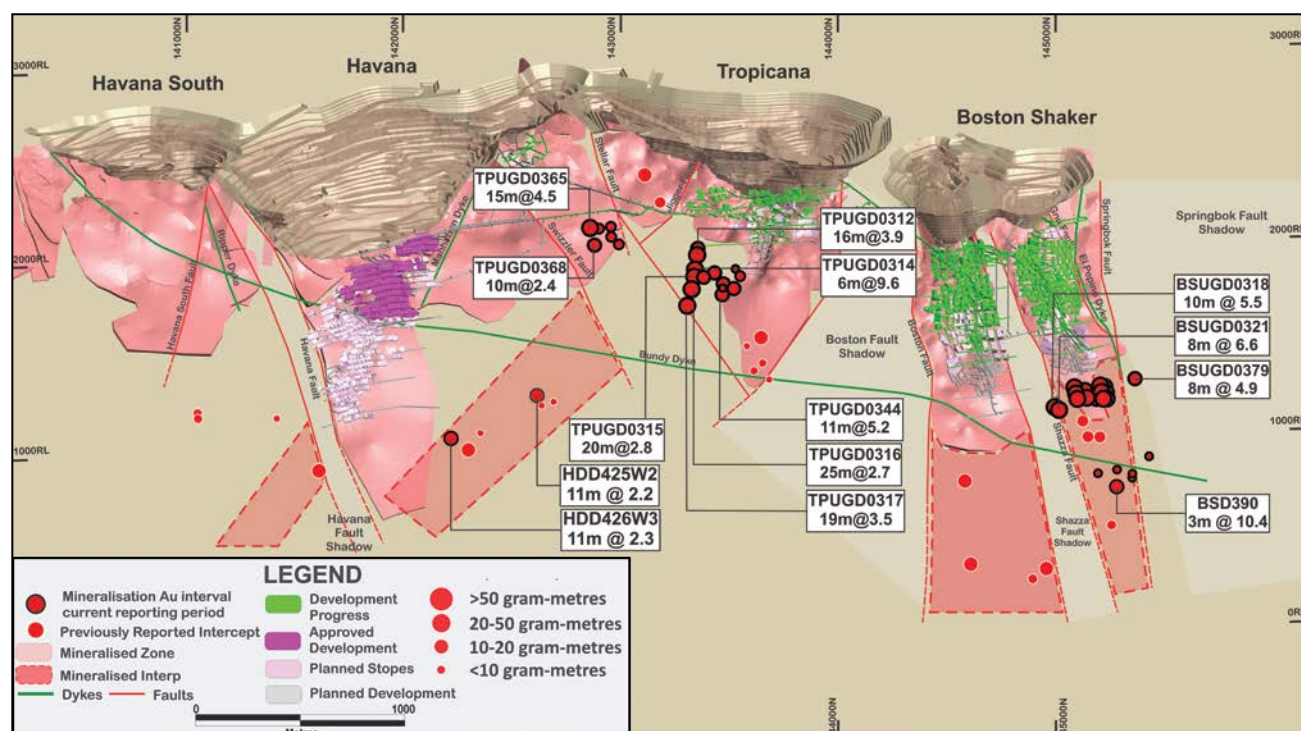 141000N
142000N
143000N
144000N
145000N
3000RL
3000RL
Havana South
Havana
Tropicana
Boston Shaker
2000RL
2000RL
1000RL
1000RL
0RL
TPUGD0365
15m@4.5
TPUGD0368
10m@2.4
TPUGD0312
16m@3.9
TPUGD0314
6m@9.6
TPUGD0315
20m@2.8
HDD425W2
11m @ 2.2
HDD426W3
11m @ 2.3
TPUGD0344
11m@5.2
TPUGD0316
25m@2.7
TPUGD0317
19m@3.5
BSUGD0318
10m @ 5.5
BSUGD0321
8m @ 6.6
BSUGD0379
8m @ 4.9
BSD390
3m @ 10.4
Havana South Fault
Dyke
Havana Fault
Havana
Fault
Shadow
Dyke
Stellar Fault
Swizzler Fault
Bundy Dyke
Boston Fault
Shadow
Boston Fault
Shazza Fault
Shazza
Fault
Shadow
El Pepino Dyke
Springbok Fault
Springbok Fault
Shadow
LEGEND
Mineralisation Au interval
current reporting period
Previously Reported Intercept
Mineralised Zone
Mineralised Interp
Dykes
Faults
Development
Progress
Approved
Development
Planned Stopes
Planned Development
>50 gram-metres
20-50 gram-metres
10-20 gram-metres
<10 gram-metres
0
1000
144000N
145000N